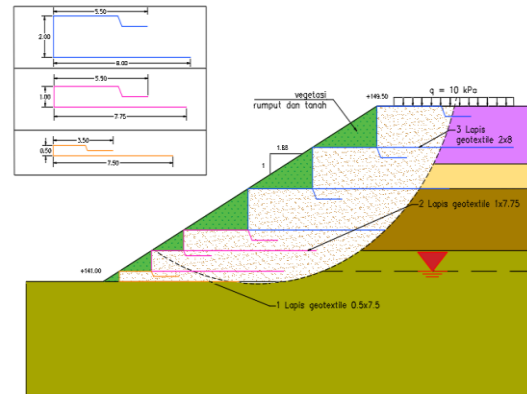 5.50
2.00
8.00
5.50
1.00
7.75
3.50
0.50
7.50
+149.50
q = 10 kPa
vegetasi
rumput dan tanah
3 Lapis
geotextile 2x8
1.88
1
2 Lapis geotextile 1x7.75
+141.00
1 Lapis geotextile 0.5x7.5